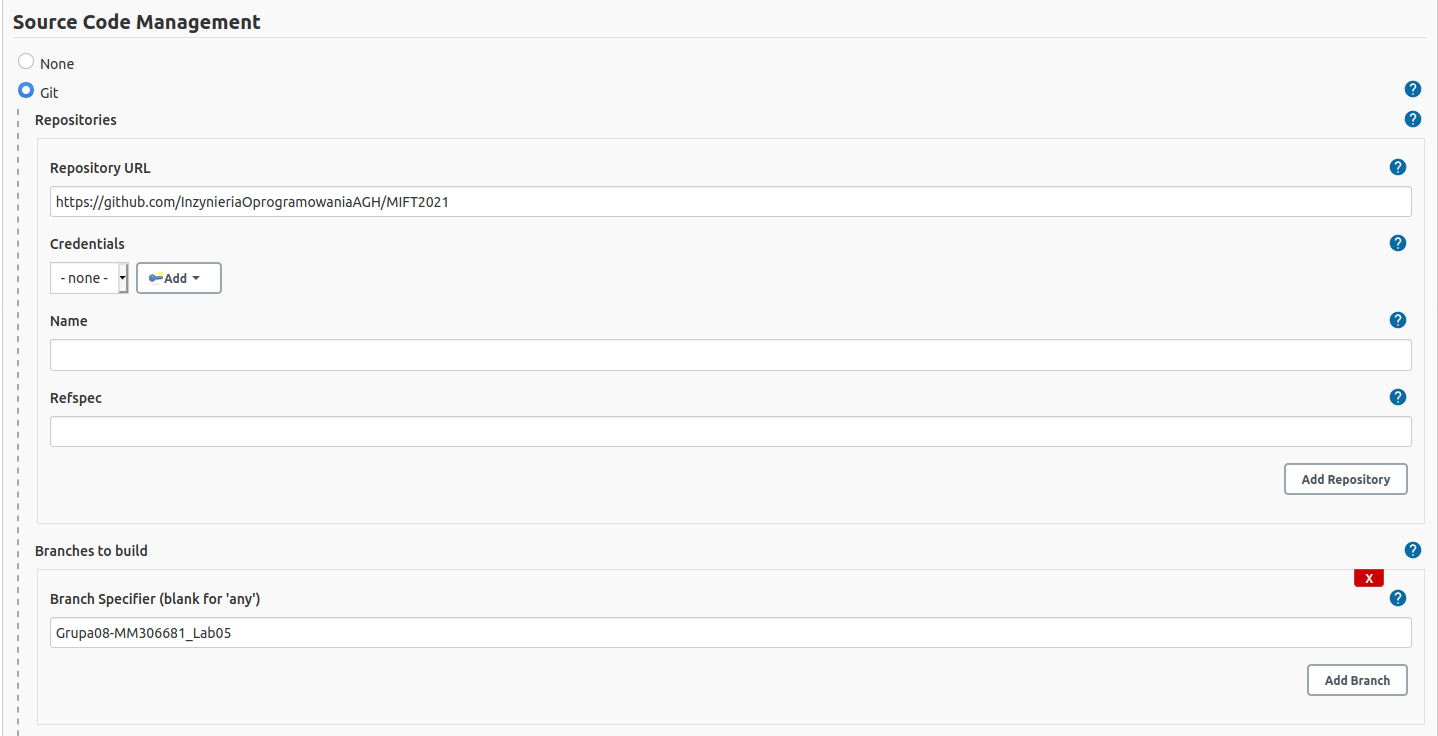 Source Code Management
None
Git
?
Repositories
?
Repository URL
?
https://github.com/InzynieriaOprogramowaniaAGH/MIFT2021
Credentials
?
- none -
Add
Name
?
Refspec
?
Add Repository
Branches to build
?
X
Branch Specifier (blank for 'any')
?
Grupa08-MM306681_Lab05
Add Branch